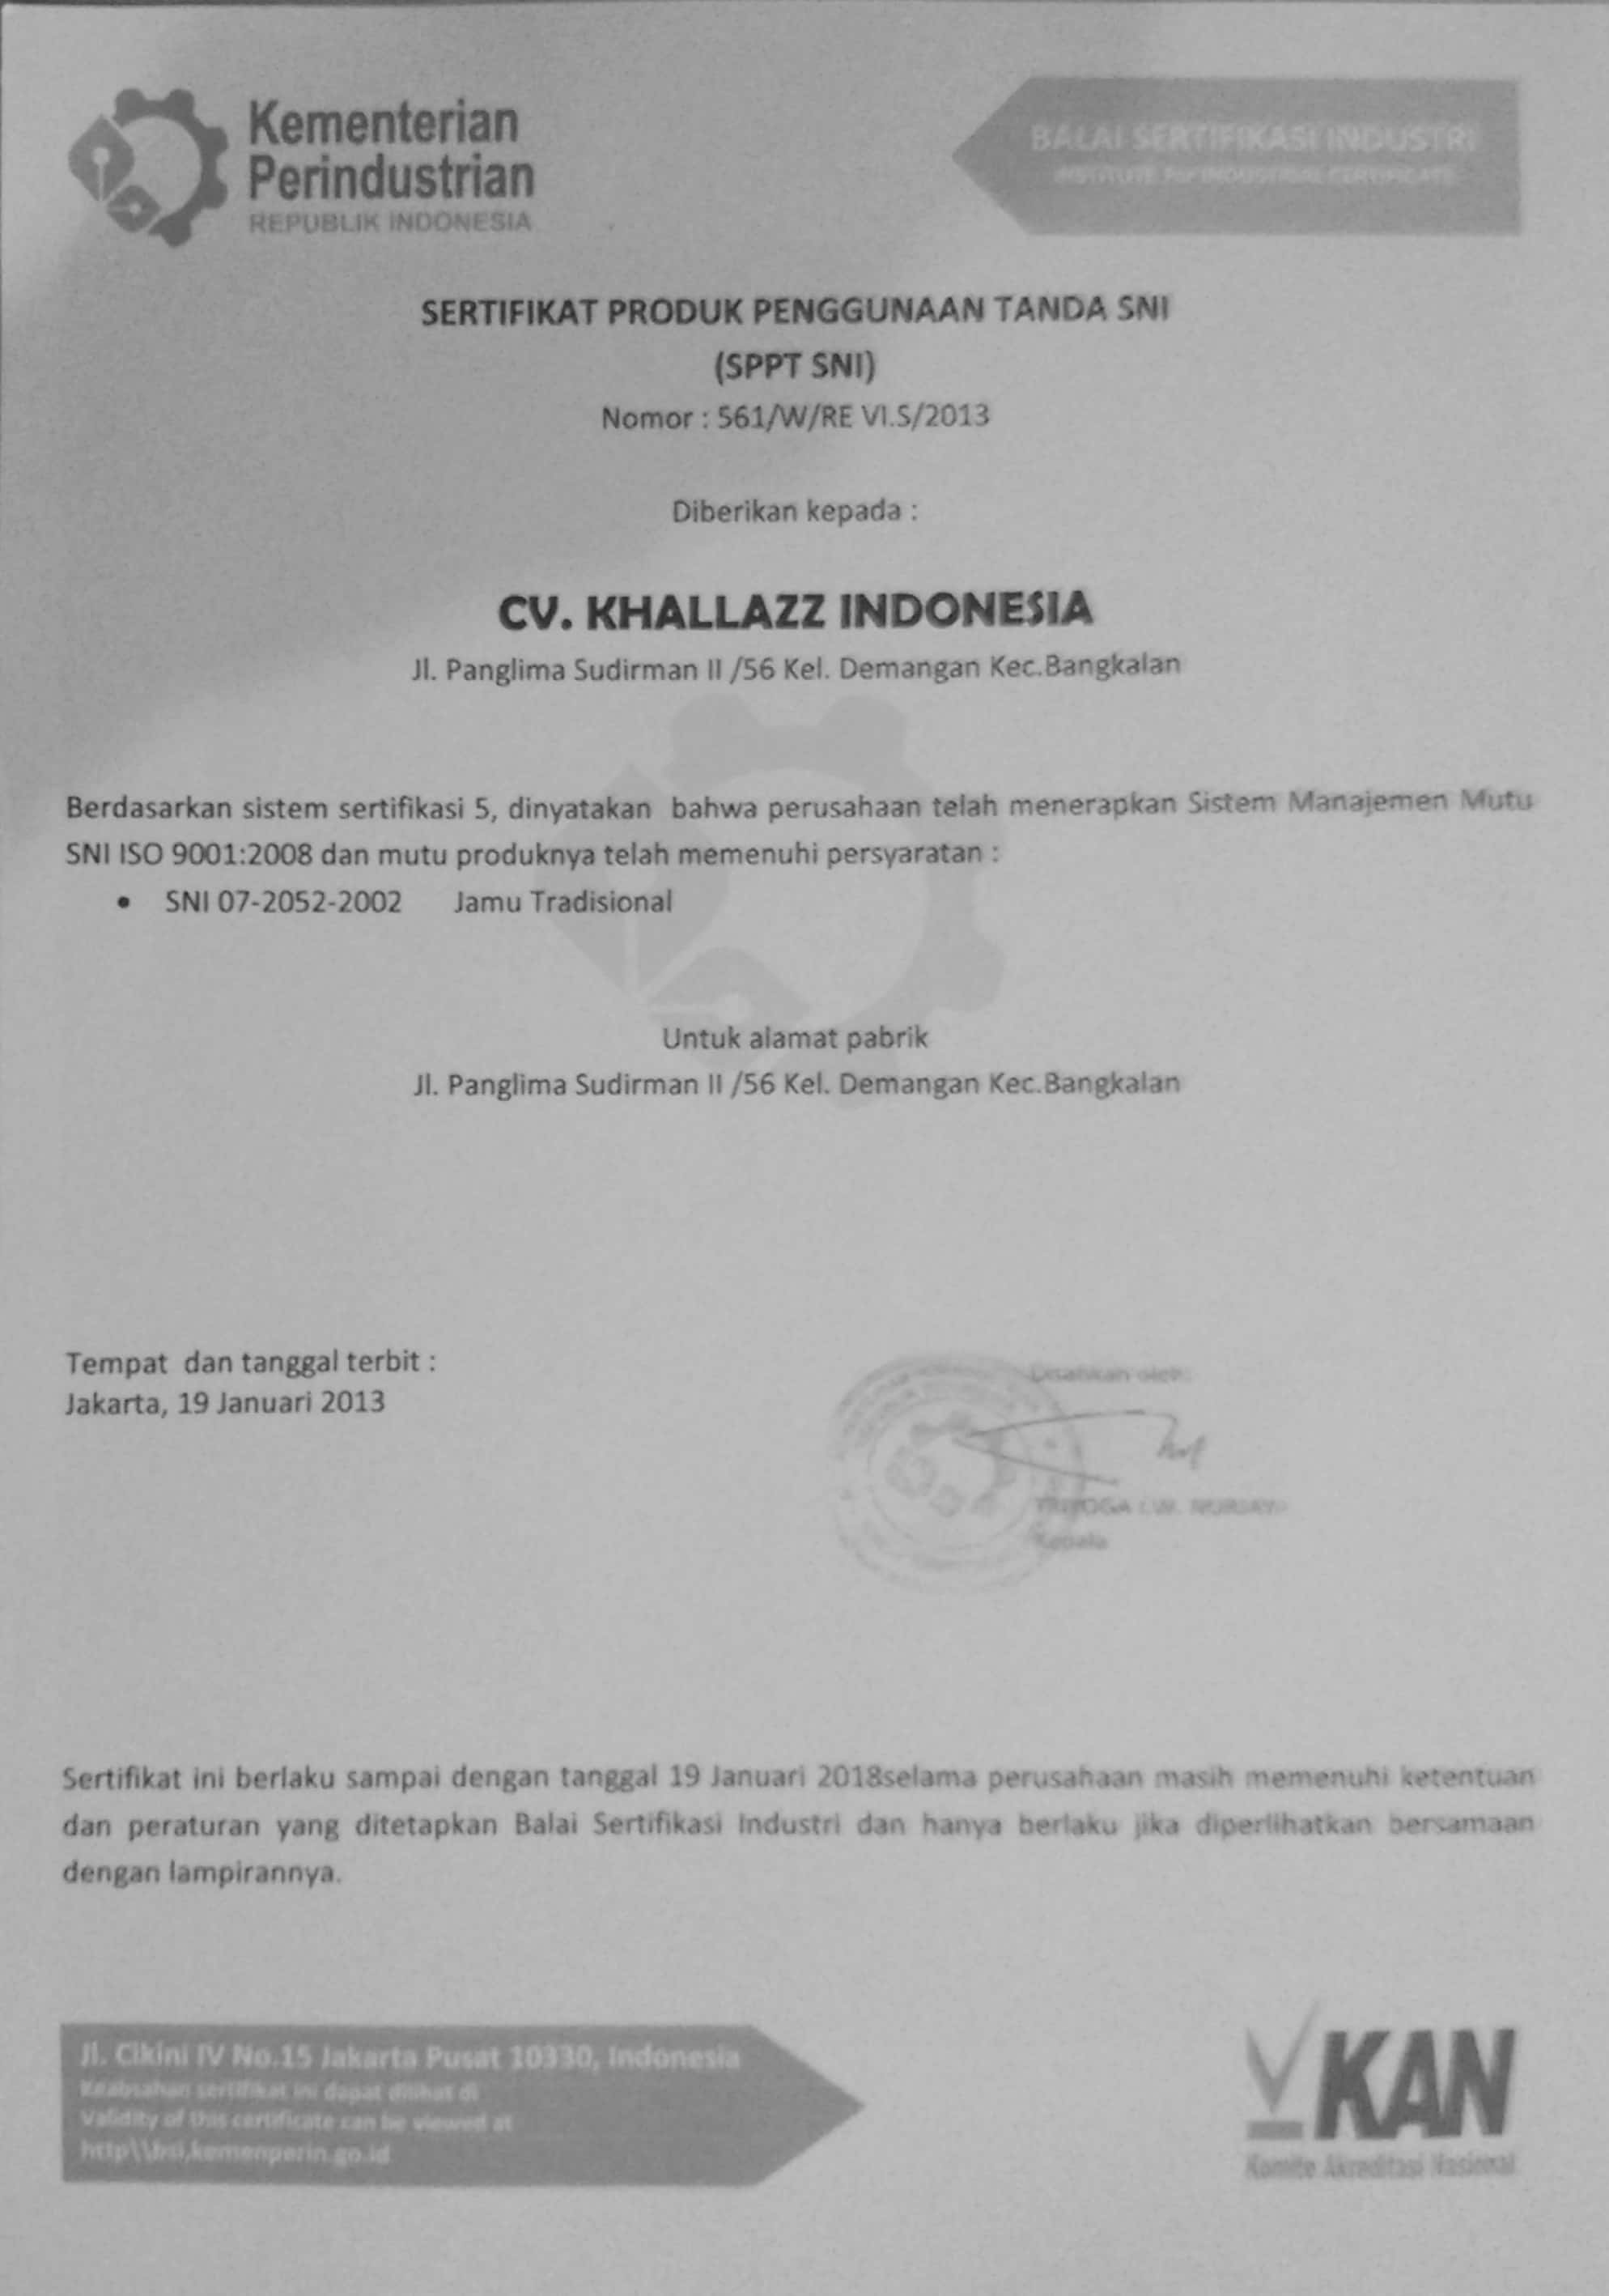 Kementerian
Perindustrian
REPUBLIK INDONESIA
BALAI SERTIFIKASI INDUSTRI
INSTITUTE For INDUSTRIAL CERTIFICATE
SERTIFIKAT PRODUK PENGGUNAAN TANDA SNI
(SPPT SNI)
Nomor : 561/W/RE VI.S/2013
Diberikan kepada :
CV. KHALLAZZ INDONESIA
Jl. Panglima Sudirman II /56 Kel. Demangan Kec.Bangkalan
Berdasarkan sistem sertifikasi 5, dinyatakan bahwa perusahaan telah menerapkan Sistem Manajemen Mutu
SNI ISO 9001:2008 dan mutu produknya telah memenuhi persyaratan :
• SNI 07-2052-2002 Jamu Tradisional
Untuk alamat pabrik
Jl. Panglima Sudirman II /56 Kel. Demangan Kec.Bangkalan
Tempat dan tanggal terbit :
Jakarta, 19 Januari 2013
Disahkan oleh:
Kepala
Sertifikat ini berlaku sampai dengan tanggal 19 Januari 2018selama perusahaan masih memenuhi ketentuan
dan peraturan yang ditetapkan Balai Sertifikasi Industri dan hanya berlaku jika diperlihatkan bersamaan
dengan lampirannya.
Jl. Cikini IV No.15 Jakarta Pusat 10330, Indonesia
Keabsahan sertifikat ini dapat dilihat di
Validity of this certificate can be viewed at
http\\bsi,kemenperin.go.id
KAN
Komite Akreditasi Nasional